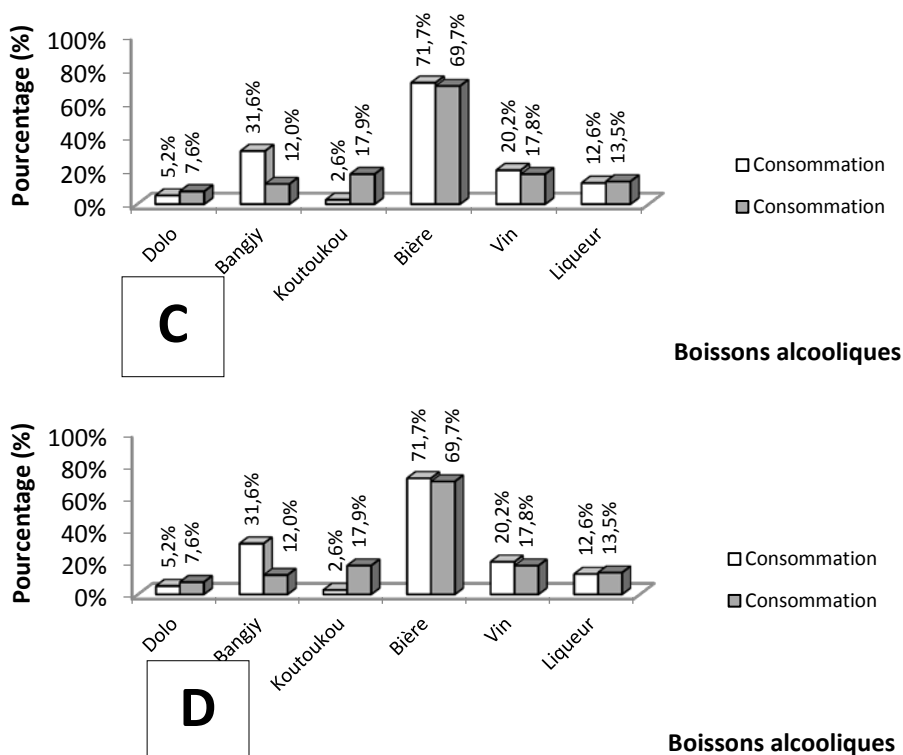 Pourcentage (%)
100%
80%
60%
40%
20%
0%
5,2%
7,6%
31,6%
12,0%
2,6%
17,9%
71,7%
69,7%
20,2%
17,8%
12,6%
13,5%
Dolo
Bangjy
Koutoukou
Bière
Vin
Liqueur
Consommation
Consommation
C
Boissons alcooliques
Pourcentage (%)
100%
80%
60%
40%
20%
0%
5,2%
7,6%
31,6%
12,0%
2,6%
17,9%
71,7%
69,7%
20,2%
17,8%
12,6%
13,5%
Dolo
Bangjy
Koutoukou
Bière
Vin
Liqueur
Consommation
Consommation
D
Boissons alcooliques